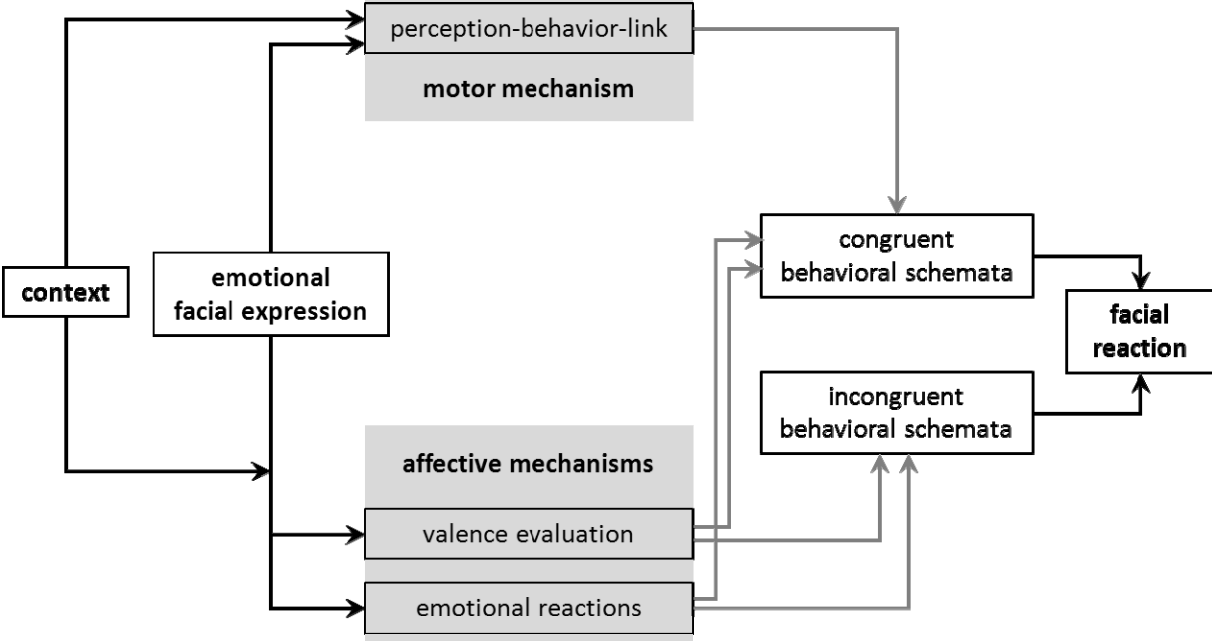 perception-behavior-link
motor mechanism
context
emotional
facial expression
congruent
behavioral schemata
facial
reaction
incongruent
behavioral schemata
affective mechanisms
valence evaluation
emotional reactions